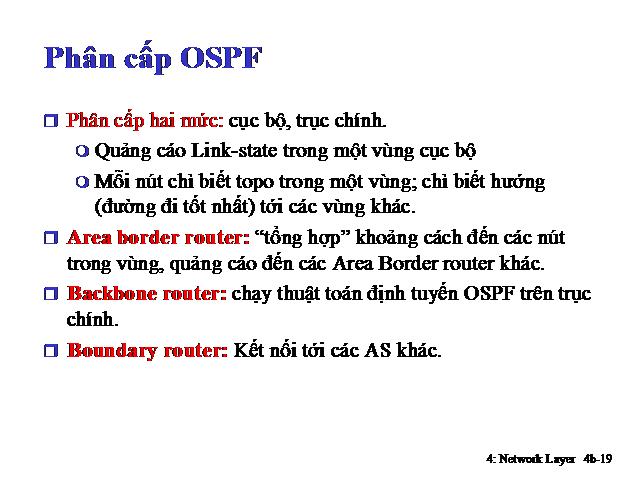 Phân cấp OSPF
Phân cấp hai mức: cục bộ, trục chính.
Quảng cáo Link-state trong một vùng cục bộ
Mỗi nút chỉ biết topo trong một vùng; chỉ biết hướng
(đường đi tốt nhất) tới các vùng khác.
Area border router: “tổng hợp” khoảng cách đến các nút
trong vùng, quảng cáo đến các Area Border router khác.
Backbone router: chạy thuật toán định tuyến OSPF trên trục
chính.
Boundary router: Kết nối tới các AS khác.
4: Network Layer 4b-19